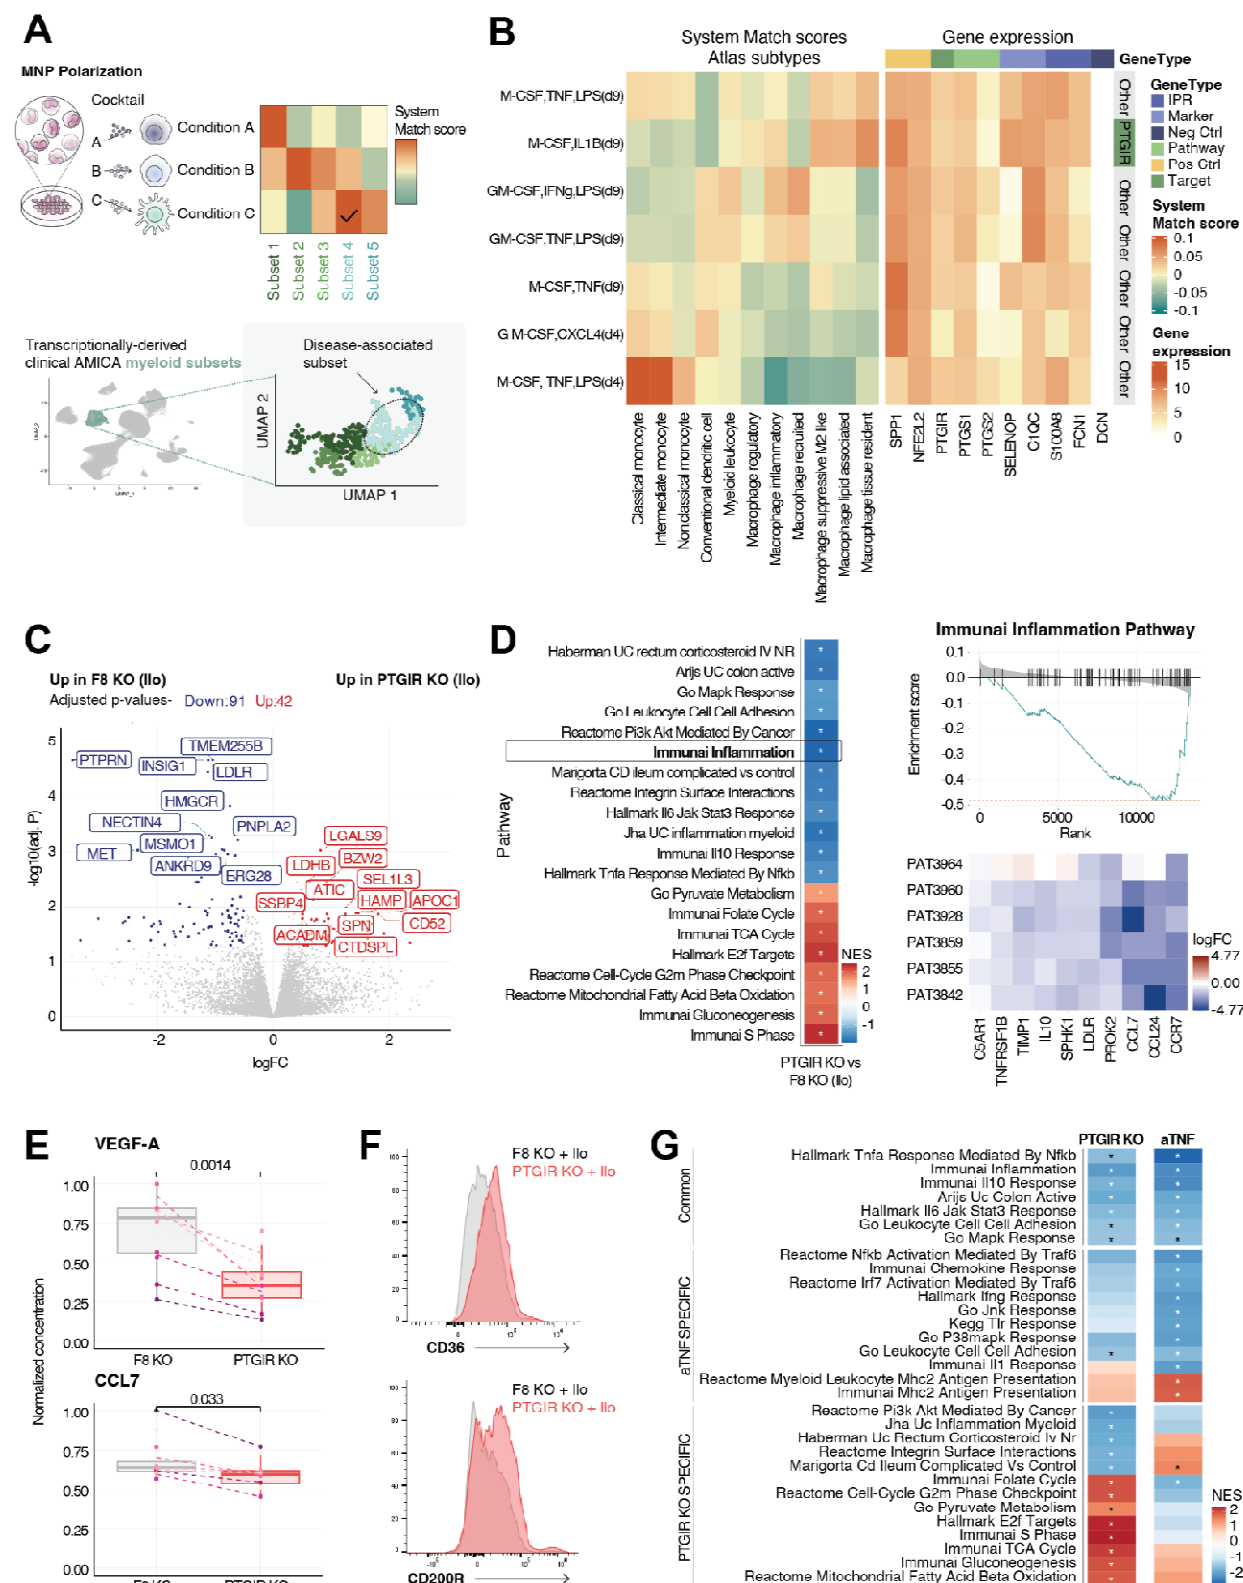 A
MNP Polarization
Cocktail
A
Condition A
B
Condition B
C
Condition C
System
Match score
Subset 1
Subset 2
Subset 3
Subset 4
Subset 5
Transcriptionally-derived
clinical AMICA myeloid subsets
Disease-associated
subset
UMAP 2
UMAP 1
B
System Match scores
Atlas subtypes
Gene expression
GeneType
M-CSF,TNF,LPS(d9)
M-CSF,IL1B(d9)
GM-CSF,IFNg,LPS(d9)
GM-CSF,TNF,LPS(d9)
M-CSF,TNF(d9)
GM-CSF,CXCL4(d4)
M-CSF, TNF,LPS(d4)
Other
PTGIR
Other
Other
Other
Other
Other
Classical monocyte
Intermediate monocyte
Nonclassical monocyte
Conventional dendritic cell
Myeloid leukocyte
Macrophage regulatory
Macrophage inflammatory
Macrophage required
Macrophage suppressive M2 like
Macrophage lipid associated
Macrophage tissue resident
SPP1
NFE2L2
PTGIR
PTGS1
PTGS2
SELENOP
C1QC
S100A8
FCN1
DCN
GeneType
IPR
Marker
Neg Ctrl
Pathway
Pos Ctrl
Target
System
Match score
0.1
0.05
0
-0.05
-0.1
Gene
expression
15
10
5
0
C
Up in F8 KO (Ilo)
Up in PTGIR KO (Ilo)
Adjusted p-values- Down:91 Up:42
-log10(adj. P)
5
4
3
2
1
0
-2
0
2
logFC
PTPRN
TMEM255B
INSIG1
LDLR
HMGCR
NECTIN4
PNPLA2
MET
MSMO1
ANKRD9
ERG28
LGALS9
LDHB
BZW2
ATIC
SEL1L3
SSBP4
HAMP
APOC1
SPN
CD52
ACADM
CTDSPL
D
Pathway
Haberman UC rectum corticosteroid IV NR
Arijs UC colon active
Go Mapk Response
Go Leukocyte Cell Cell Adhesion
Reactome Pi3k Akt Mediated By Cancer
Immunai Inflammation
Marigorta CD ileum complicated vs control
Reactome Integrin Surface Interactions
Hallmark Il6 Jak Stat3 Response
Jha UC inflammation myeloid
Immunai Il10 Response
Hallmark Tnfa Response Mediated By Nfkb
Go Pyruvate Metabolism
Immunai Folate Cycle
Immunai TCA Cycle
Hallmark E2f Targets
Reactome Cell-Cycle G2m Phase Checkpoint
Reactome Mitochondrial Fatty Acid Beta Oxidation
Immunai Gluconeogenesis
Immunai S Phase
PTGIR KO vs
F8 KO (Ilo)
NES
2
1
0
-1
Immunai Inflammation Pathway
Enrichment score
0.1
0.0
-0.1
-0.2
-0.3
-0.4
-0.5
0
5000
10000
Rank
PAT3964
PAT3960
PAT3928
PAT3859
PAT3855
PAT3842
C5AR1
TNFRSF1B
TIMP1
IL10
SPHK1
LDLR
PROK2
CCL7
CCL24
CCR7
logFC
4.77
0.00
-4.77
E
VEGF-A
0.0014
1.00
0.75
0.50
0.25
0.00
F8 KO
PTGIR KO
Normalized concentration
CCL7
0.033
1.00
0.75
0.50
0.25
0.00
F8 KO
PTGIR KO
F
F8 KO + Ilo
PTGIR KO + Ilo
CD36
F8 KO + Ilo
PTGIR KO + Ilo
CD200R
G
PTGIR KO
aTNF
Common
Hallmark Tnfa Response Mediated By Nfkb
Immunai Inflammation
Immunai Il10 Response
Arijs Uc Colon Active
Hallmark Il6 Jak Stat3 Response
Go Leukocyte Cell Cell Adhesion
Go Mapk Response
aTNF SPECIFIC
Reactome Nfkb Activation Mediated By Traf6
Immunai Chemokine Response
Reactome Irf7 Activation Mediated By Traf6
Hallmark Ifng Response
Go Jnk Response
Kegg Tlr Response
Go P38mapk Response
Go Leukocyte Cell Cell Adhesion
Immunai Il1 Response
Reactome Myeloid Leukocyte Mhc2 Antigen Presentation
Immunai Mhc2 Antigen Presentation
PTGIR KO SPECIFIC
Reactome Pi3k Akt Mediated By Cancer
Jha Uc Inflammation Myeloid
Haberman Uc Rectum Corticosteroid Iv Nr
Reactome Integrin Surface Interactions
Marigorta Cd Ileum Complicated Vs Control
Immunai Folate Cycle
Reactome Cell-Cycle G2m Phase Checkpoint
Go Pyruvate Metabolism
Hallmark E2f Targets
Immunai S Phase
Immunai TCA Cycle
Immunai Gluconeogenesis
Reactome Mitochondrial Fatty Acid Beta Oxidation
NES
2
1
0
-1
-2